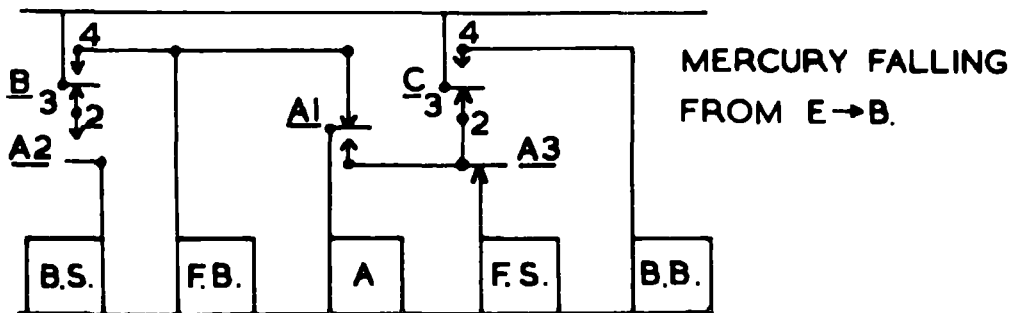 4
4
MERCURY FALLING
FROM E→B.
B 3 2
C 3 2
A1
A2
A3
B.S.
F.B.
A
F.S.
B.B.